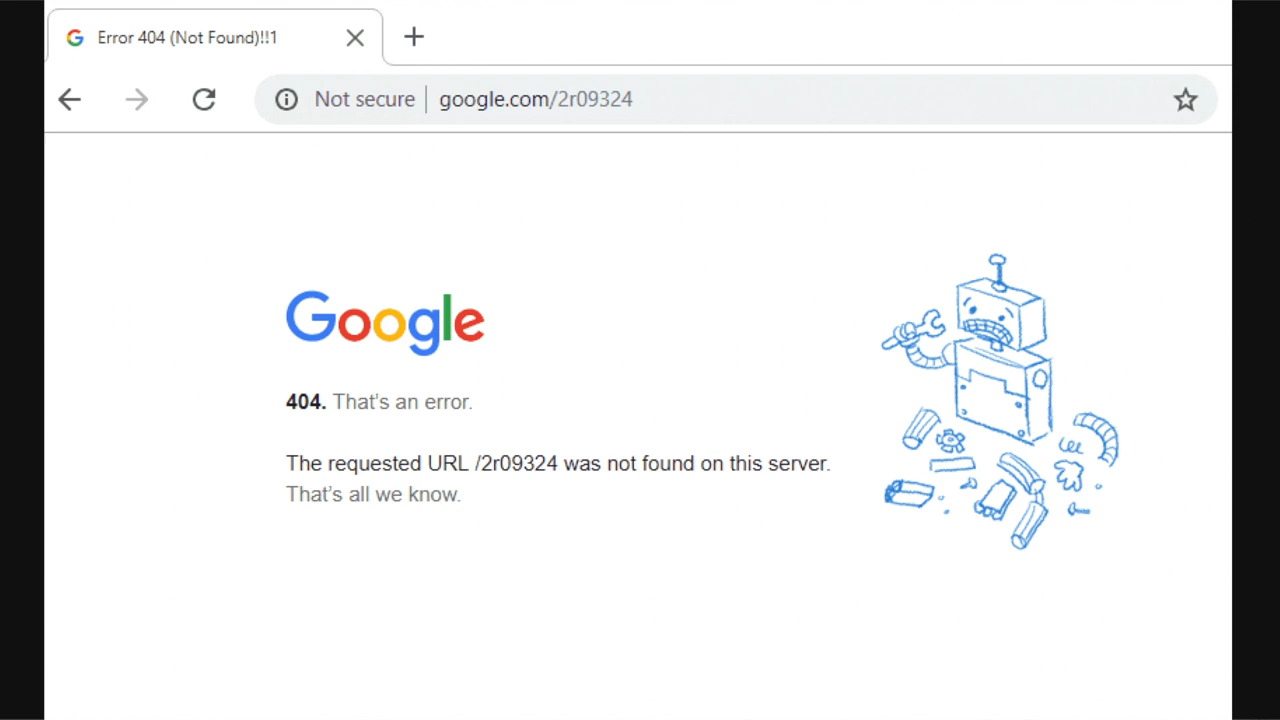 Error 404 (Not Found)!!1
Not secure google.com/2r09324
Google
404. That's an error.
The requested URL /2r09324 was not found on this server.
That's all we know.